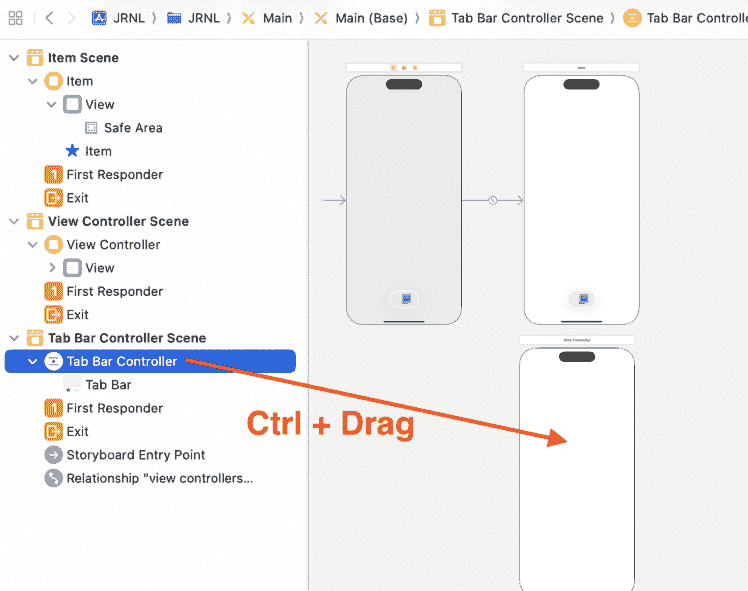 JRNL
JRNL
Main
Main (Base)
Tab Bar Controller Scene
Tab Bar Controlle
Item Scene
Item
View
Safe Area
Item
First Responder
Exit
View Controller Scene
View Controller
View
First Responder
Exit
Tab Bar Controller Scene
Tab Bar Controller
Tab Bar
First Responder
Exit
Storyboard Entry Point
Relationship "view controllers...
Ctrl + Drag
View Controller